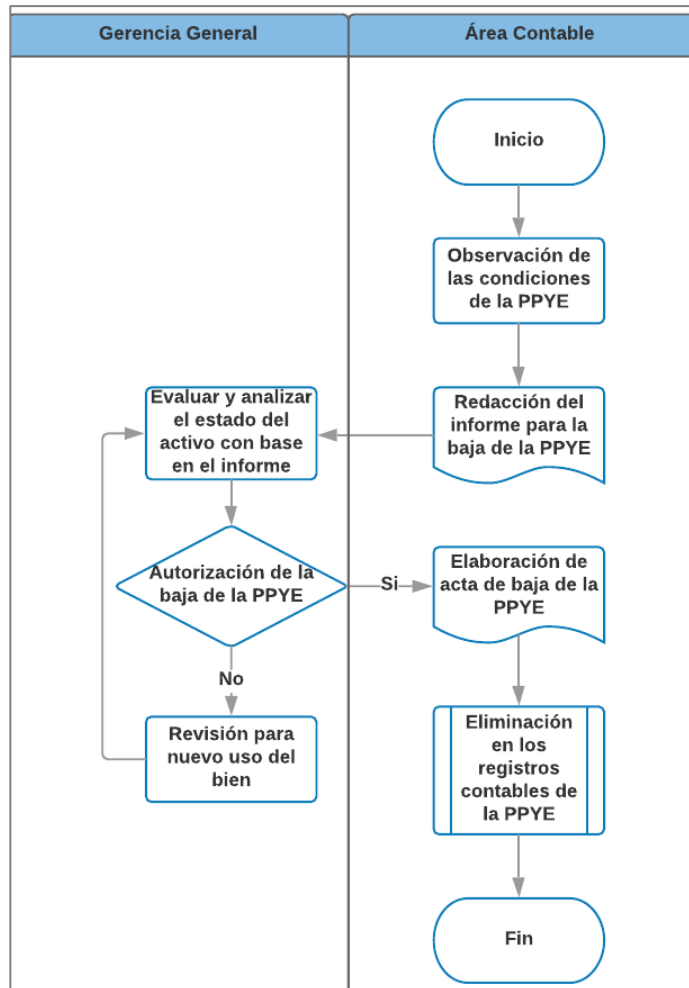 Gerencia General
Área Contable
Inicio
Observación de
las condiciones
de la PPYE
Redacción del
informe para la
baja de la PPYE
Evaluar y analizar
el estado del
activo con base
en el informe
Autorización de la
baja de la PPYE
Si
Elaboración de
acta de baja de la
PPYE
No
Revisión para
nuevo uso del
bien
Eliminación
en los
registros
contables de
la PPYE
Fin